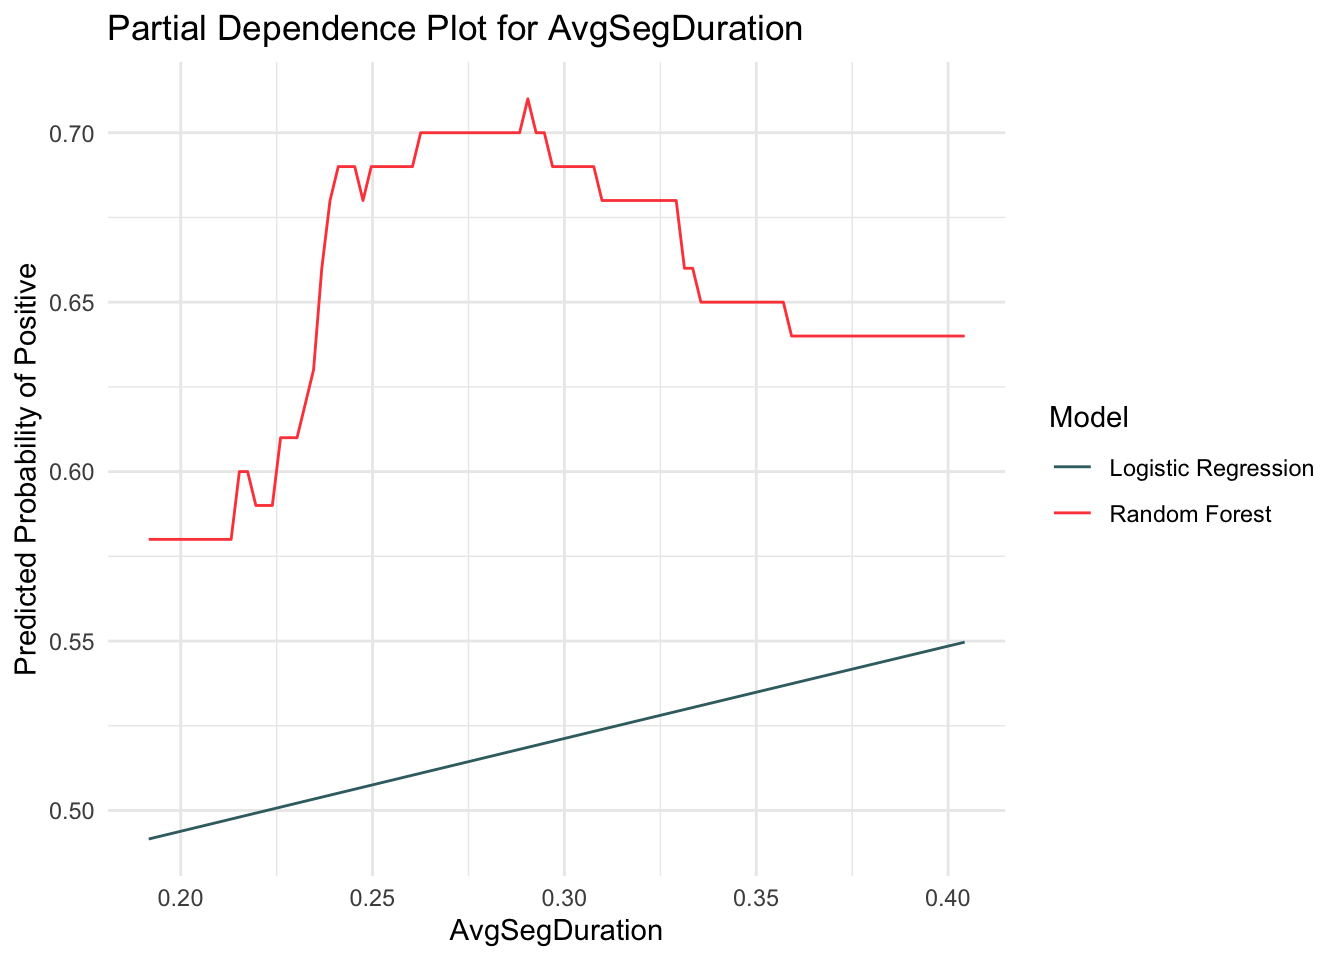 Partial Dependence Plot for AvgSegDuration
Predicted Probability of Positive
0.70
0.65
0.60
0.55
0.50
0.20
0.25
0.30
0.35
0.40
AvgSegDuration
Model
Logistic Regression
Random Forest